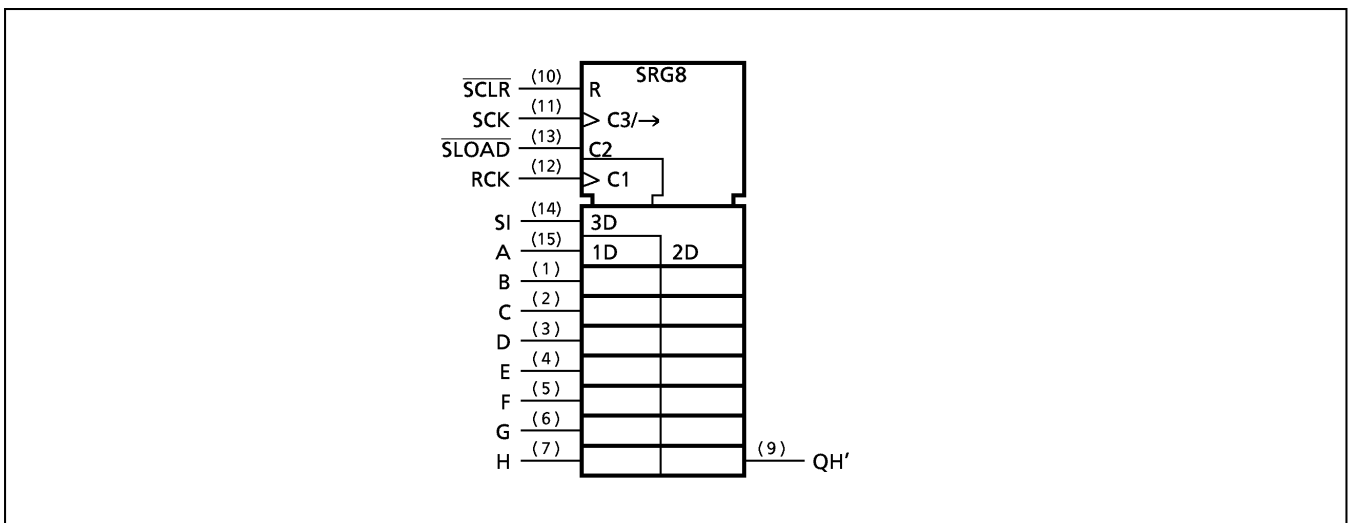 SRG8
SCLR (10) R
SCK (11) C3/→
SLOAD (13) C2
RCK (12) C1
SI (14) 3D
A (15) 1D 2D
B (1)
C (2)
D (3)
E (4)
F (5)
G (6)
H (7) (9) QH′